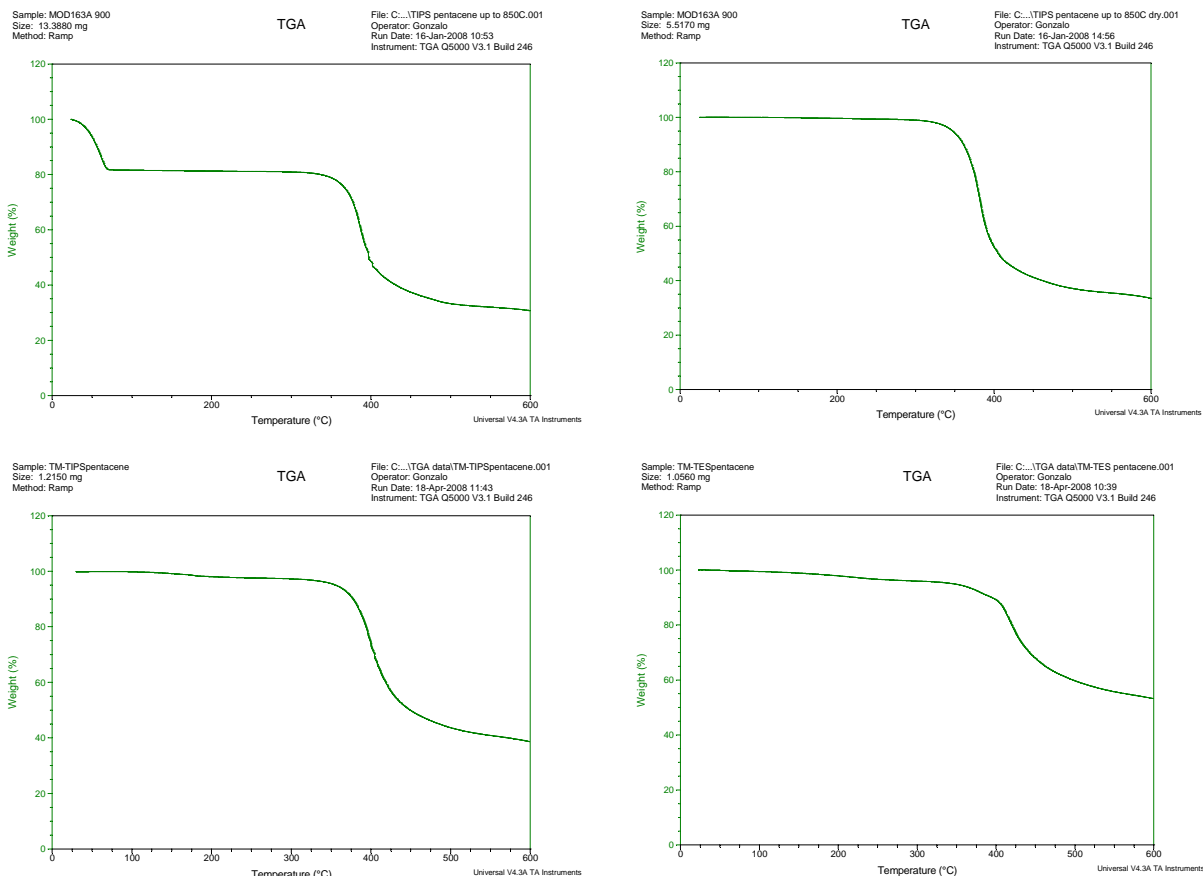 Sample: MOD163A 900
Size: 13.3880 mg
Method: Ramp
TGA
File: C:...\TIPS pentacene up to 850C.001
Operator: Gonzalo
Run Date: 16-Jan-2008 10:53
Instrument: TGA Q5000 V3.1 Build 246
120
100
80
60
40
20
0
Weight (%)
0 200 400 600
Temperature (°C)
Universal V4.3A TA Instruments
Sample: MOD163A 900
Size: 5.5170 mg
Method: Ramp
TGA
File: C:...\TIPS pentacene up to 850C dry.001
Operator: Gonzalo
Run Date: 16-Jan-2008 14:56
Instrument: TGA Q5000 V3.1 Build 246
120
100
80
60
40
20
0
Weight (%)
0 200 400 600
Temperature (°C)
Universal V4.3A TA Instruments
Sample: TM-TIPSpentacene
Size: 1.2150 mg
Method: Ramp
TGA
File: C:...\TGA data\TM-TIPSpentacene.001
Operator: Gonzalo
Run Date: 18-Apr-2008 11:43
Instrument: TGA Q5000 V3.1 Build 246
120
100
80
60
40
20
0
Weight (%)
0 100 200 300 400 500 600
Temperature (°C)
Universal V4.3A TA Instruments
Sample: TM-TESpentacene
Size: 1.0560 mg
Method: Ramp
TGA
File: C:...\TGA data\TM-TES pentacene.001
Operator: Gonzalo
Run Date: 18-Apr-2008 10:39
Instrument: TGA Q5000 V3.1 Build 246
120
100
80
60
40
20
0
Weight (%)
0 100 200 300 400 500 600
Temperature (°C)
Universal V4.3A TA Instruments